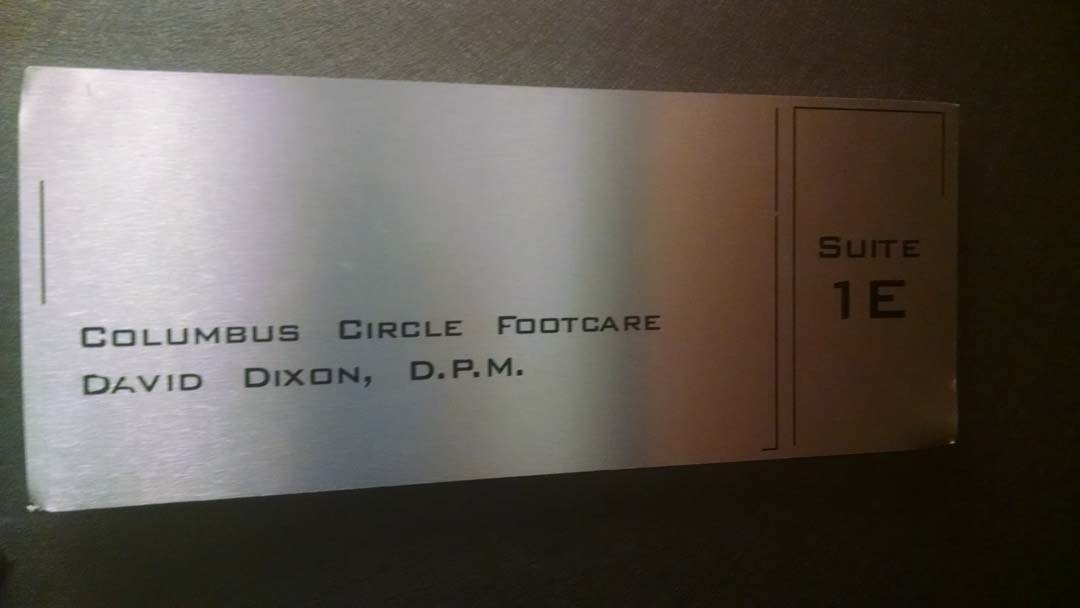 Columbus Circle Footcare
David Dixon, D.P.M.
Suite
1E